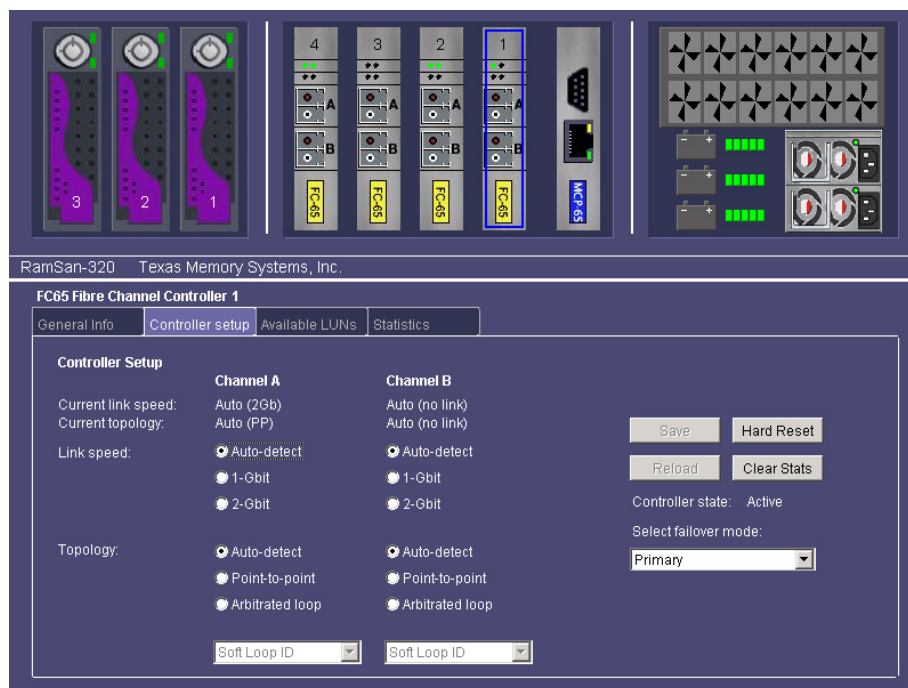 4 3 2 1
A A A A
B B B B
3 2 1
FC-65 FC-65 FC-65 FC-65 MCP-65
- +
- +
- +
RamSan-320 Texas Memory Systems, Inc.
FC65 Fibre Channel Controller 1
General Info Controller setup Available LUNs Statistics
Controller Setup
Channel A Channel B
Current link speed: Auto (2Gb) Auto (no link)
Current topology: Auto (PP) Auto (no link)
Link speed: Auto-detect Auto-detect
1-Gbit 1-Gbit
2-Gbit 2-Gbit
Topology: Auto-detect Auto-detect
Point-to-point Point-to-point
Arbitrated loop Arbitrated loop
Soft Loop ID Soft Loop ID
Save Hard Reset
Reload Clear Stats
Controller state: Active
Select failover mode:
Primary